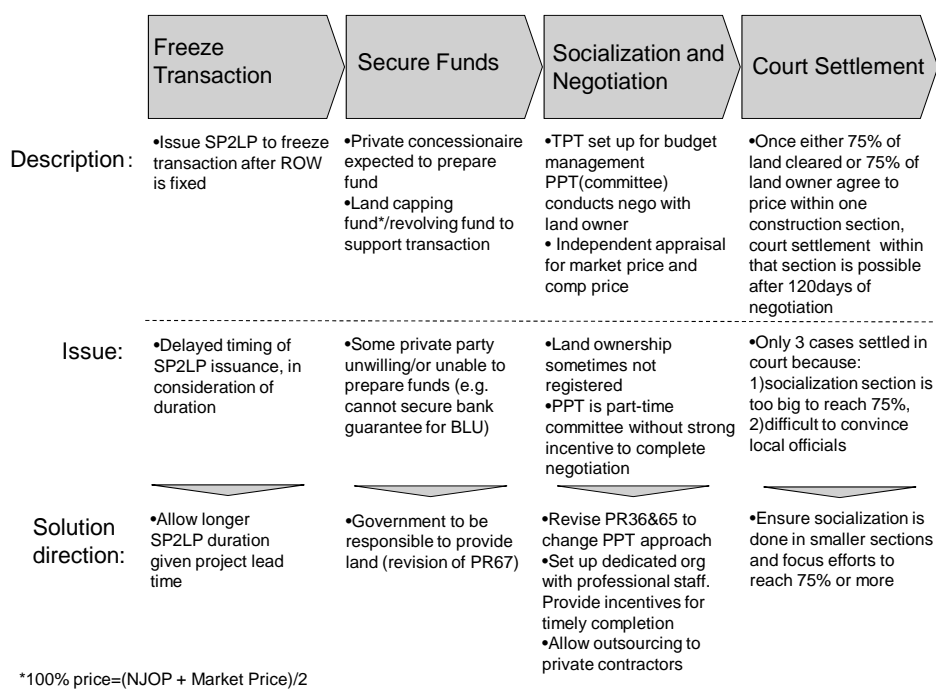 Freeze
Transaction
Secure Funds
Socialization and
Negotiation
Court Settlement
Description:
•Issue SP2LP to freeze
transaction after ROW
is fixed
•Private concessionaire
expected to prepare
fund
•Land capping
fund*/revolving fund to
support transaction
•TPT set up for budget
management
PPT(committee)
conducts nego with
land owner
• Independent appraisal
for market price and
comp price
•Once either 75% of
land cleared or 75% of
land owner agree to
price within one
construction section,
court settlement within
that section is possible
after 120days of
negotiation
Issue:
•Delayed timing of
SP2LP issuance, in
consideration of
duration
•Some private party
unwilling/or unable to
prepare funds (e.g.
cannot secure bank
guarantee for BLU)
•Land ownership
sometimes not
registered
•PPT is part-time
committee without strong
incentive to complete
negotiation
•Only 3 cases settled in
court because:
1)socialization section is
too big to reach 75%,
2)difficult to convince
local officials
Solution
direction:
•Allow longer
SP2LP duration
given project lead
time
•Government to be
responsible to provide
land (revision of PR67)
•Revise PR36&65 to
change PPT approach
•Set up dedicated org
with professional staff.
Provide incentives for
timely completion
•Allow outsourcing to
private contractors
•Ensure socialization is
done in smaller sections
and focus efforts to
reach 75% or more
*100% price=(NJOP + Market Price)/2